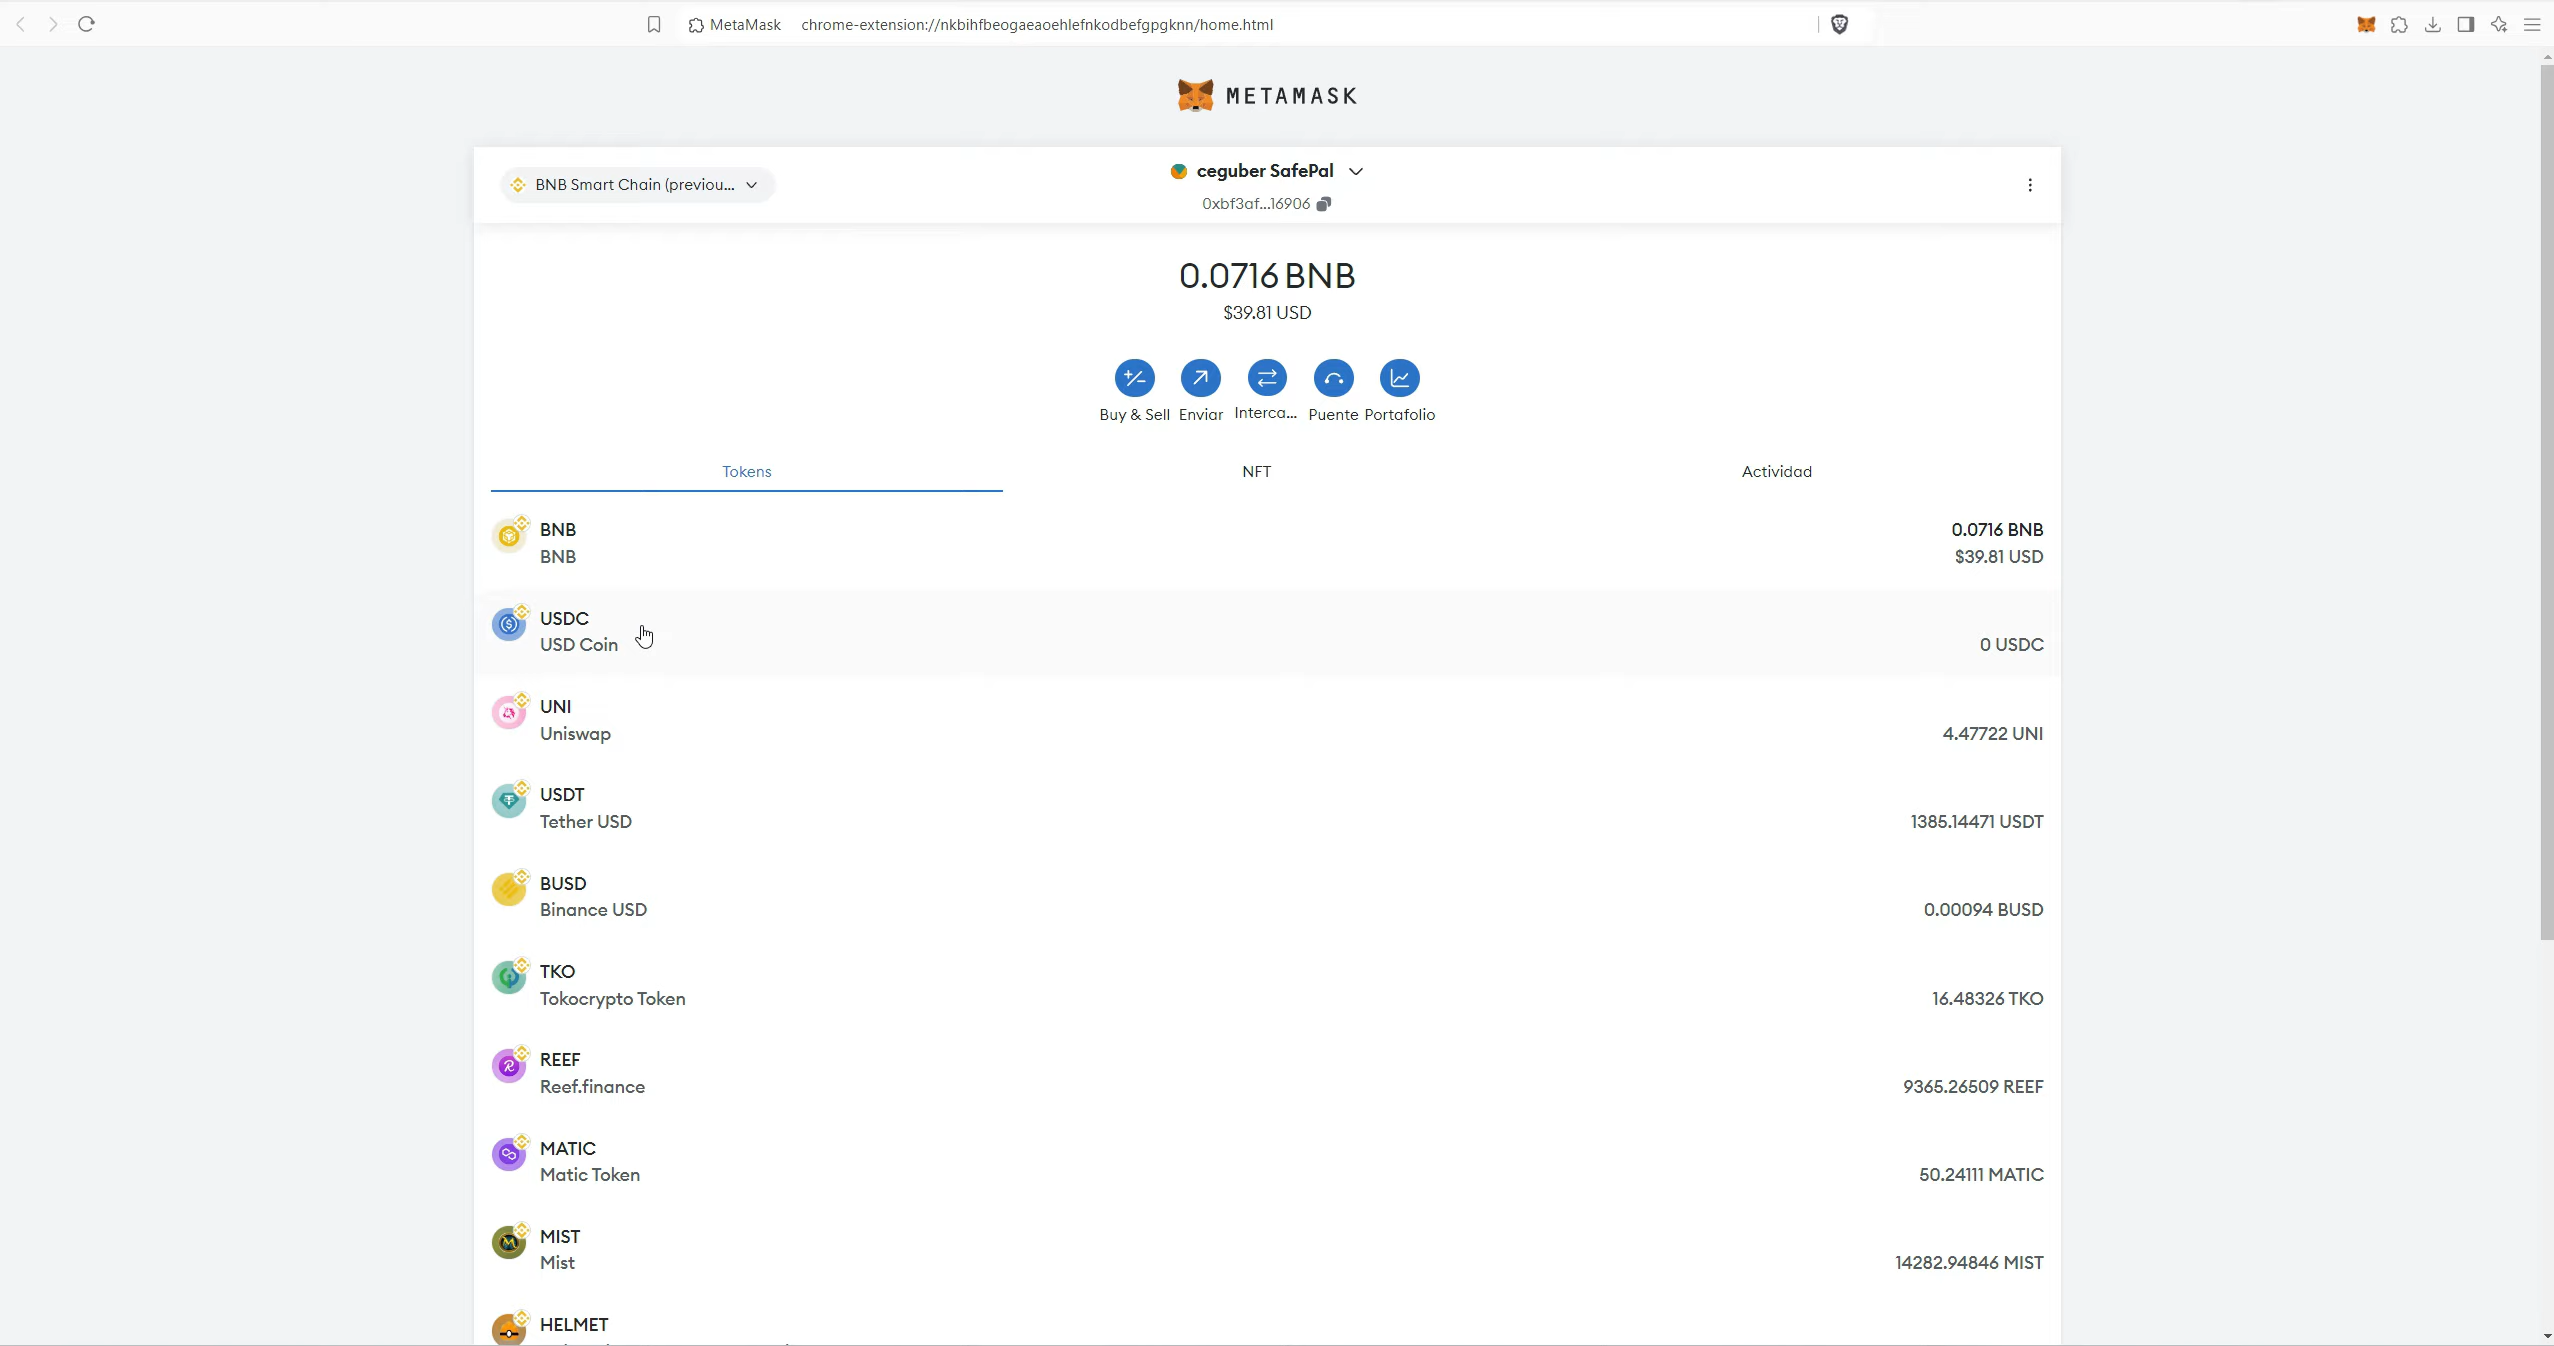 MetaMask chrome-extension://nkbihfbeogaeaoehlefnkodbefgpgknn/home.html
METAMASK
BNB Smart Chain (previou...
ceguber SafePal
0xbf3af...16906
0.0716 BNB
$39.81 USD
Buy & Sell Enviar Interca... Puente Portafolio
Tokens NFT Actividad
BNB 0.0716 BNB
BNB $39.81 USD
USDC
USD Coin 0 USDC
UNI
Uniswap 4.47722 UNI
USDT
Tether USD 1385.14471 USDT
BUSD
Binance USD 0.00094 BUSD
TKO
Tokocrypto Token 16.48326 TKO
REEF
Reef.finance 9365.26509 REEF
MATIC
Matic Token 50.24111 MATIC
MIST
Mist 14282.94846 MIST
HELMET